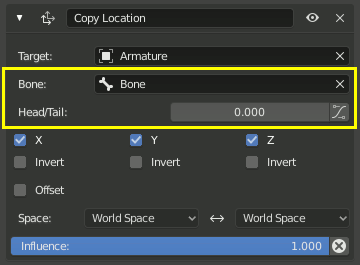 Copy Location
Target: Armature
Bone: Bone
Head/Tail: 0.000
X Y Z
Invert Invert Invert
Offset
Space: World Space World Space
Influence: 1.000